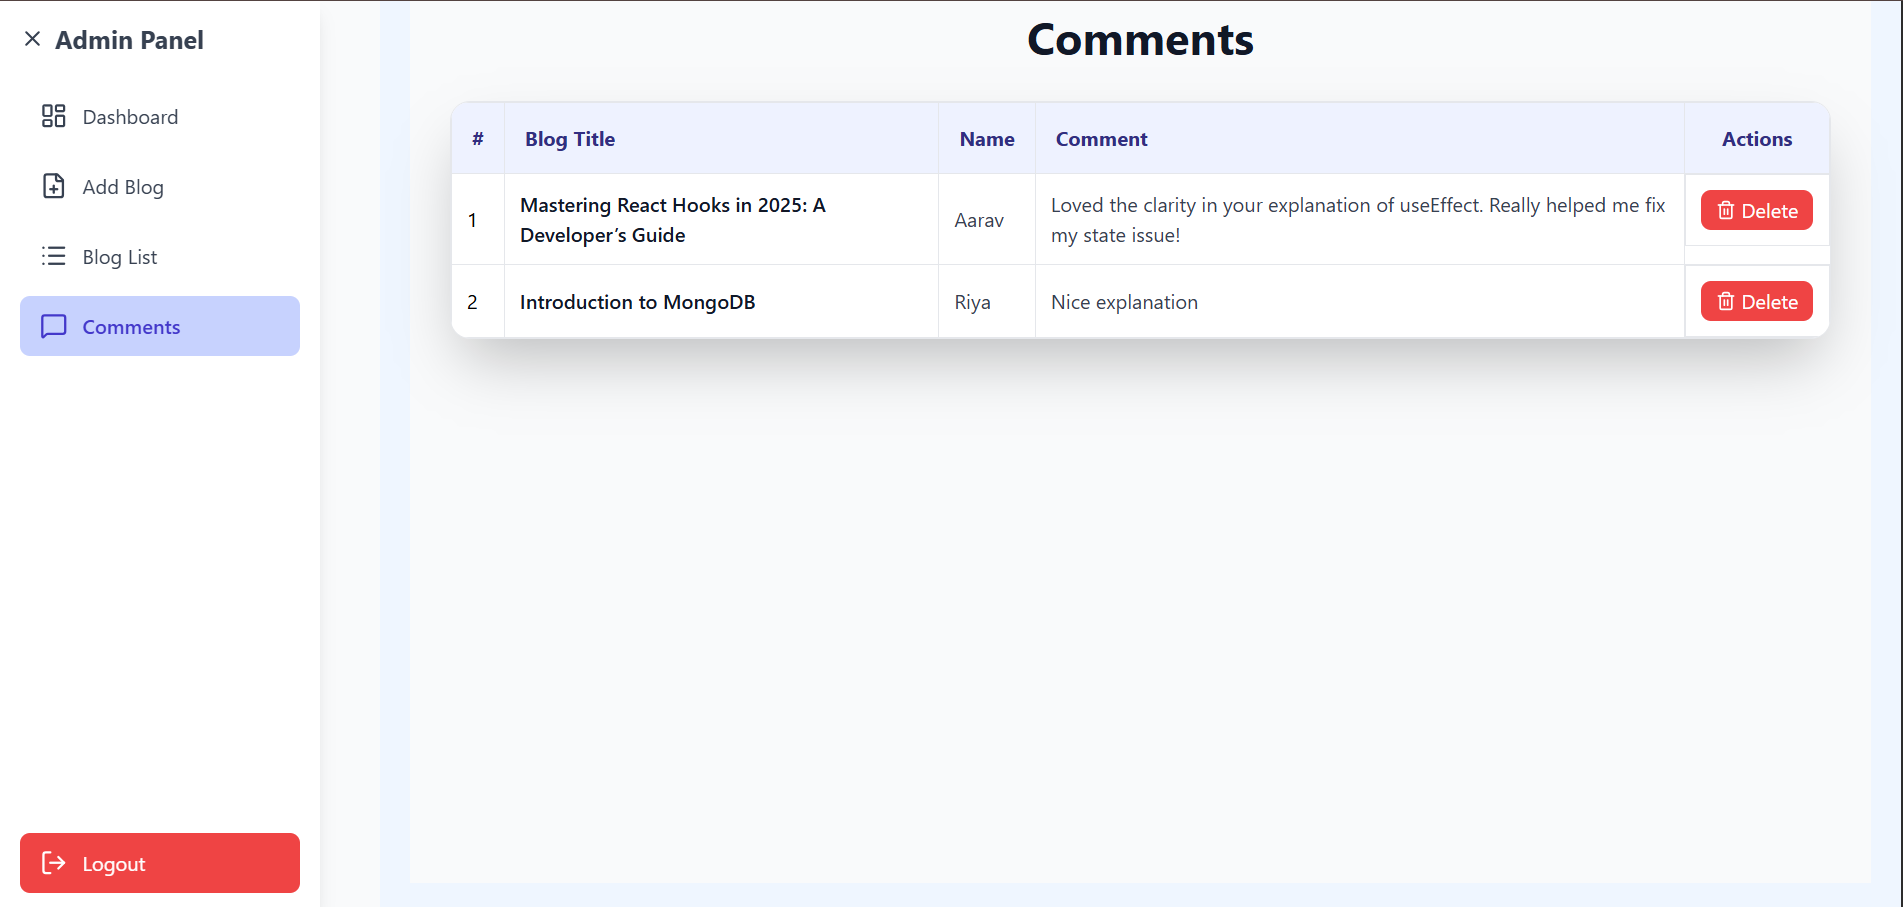 Admin Panel
Dashboard
Add Blog
Blog List
Comments
Logout
Comments
# Blog Title Name Comment Actions
1 Mastering React Hooks in 2025: A Developer’s Guide Aarav Loved the clarity in your explanation of useEffect. Really helped me fix my state issue! Delete
2 Introduction to MongoDB Riya Nice explanation Delete